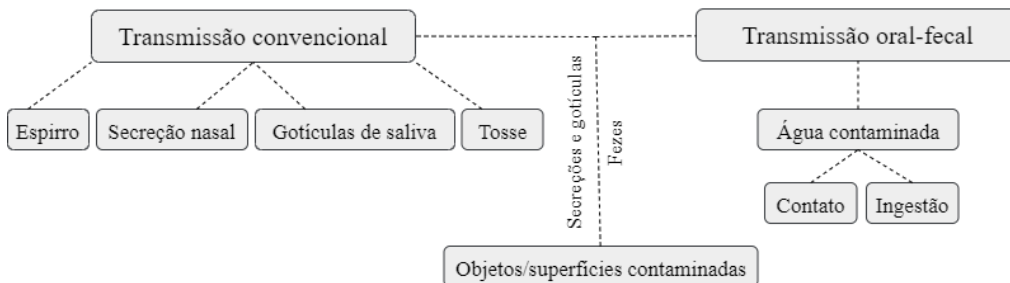 Transmissão convencional
Transmissão oral-fecal
Espirro
Secreção nasal
Gotículas de saliva
Tosse
Secreções e gotículas
Fezes
Água contaminada
Contato
Ingestão
Objetos/superfícies contaminadas